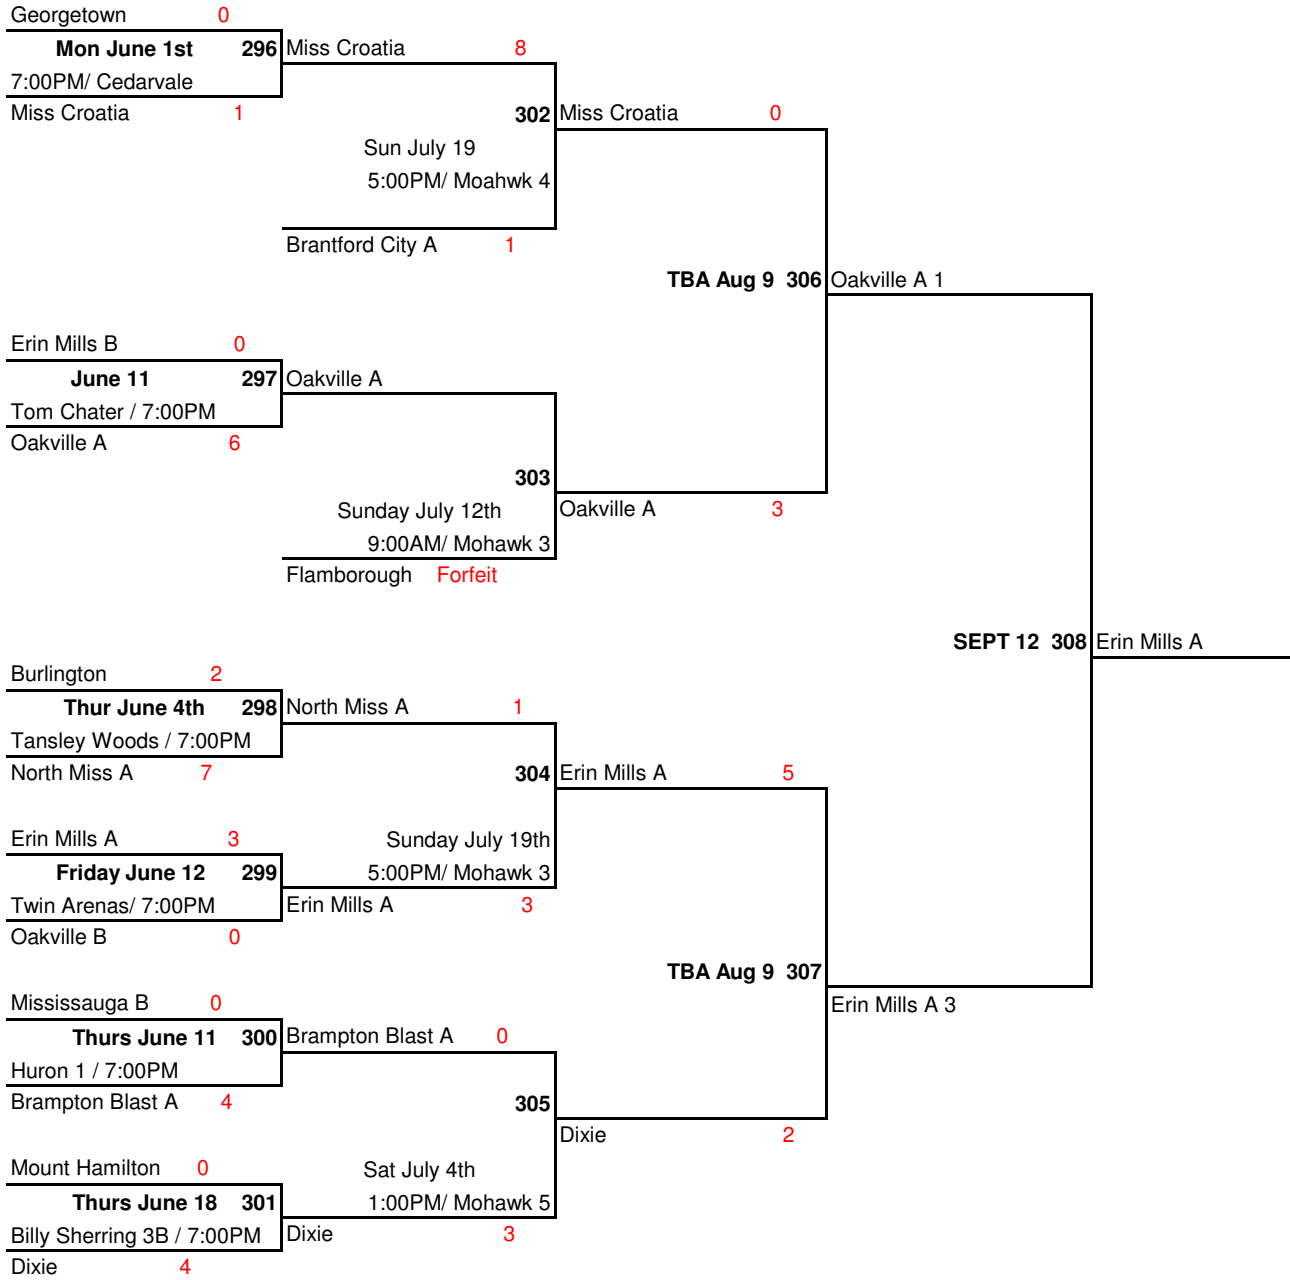 Georgetown 0
Mon June 1st 296 Miss Croatia 8
7:00PM/ Cedarvale
Miss Croatia 1 302 Miss Croatia 0
Sun July 19
5:00PM/ Moahwk 4
Brantford City A 1
TBA Aug 9 306 Oakville A 1
Erin Mills B 0
June 11 297 Oakville A
Tom Chater / 7:00PM
Oakville A 6
303
Sunday July 12th Oakville A 3
9:00AM/ Mohawk 3
Flamborough Forfeit
SEPT 12 308 Erin Mills A
Burlington 2
Thur June 4th 298 North Miss A 1
Tansley Woods / 7:00PM
North Miss A 7 304 Erin Mills A 5
Erin Mills A 3 Sunday July 19th
Friday June 12 299 5:00PM/ Mohawk 3
Twin Arenas/ 7:00PM Erin Mills A 3
Oakville B 0
TBA Aug 9 307
Mississauga B 0 Erin Mills A 3
Thurs June 11 300 Brampton Blast A 0
Huron 1 / 7:00PM
Brampton Blast A 4 305
Dixie 2
Mount Hamilton 0 Sat July 4th
Thurs June 18 301 1:00PM/ Mohawk 5
Billy Sherring 3B / 7:00PM Dixie 3
Dixie 4